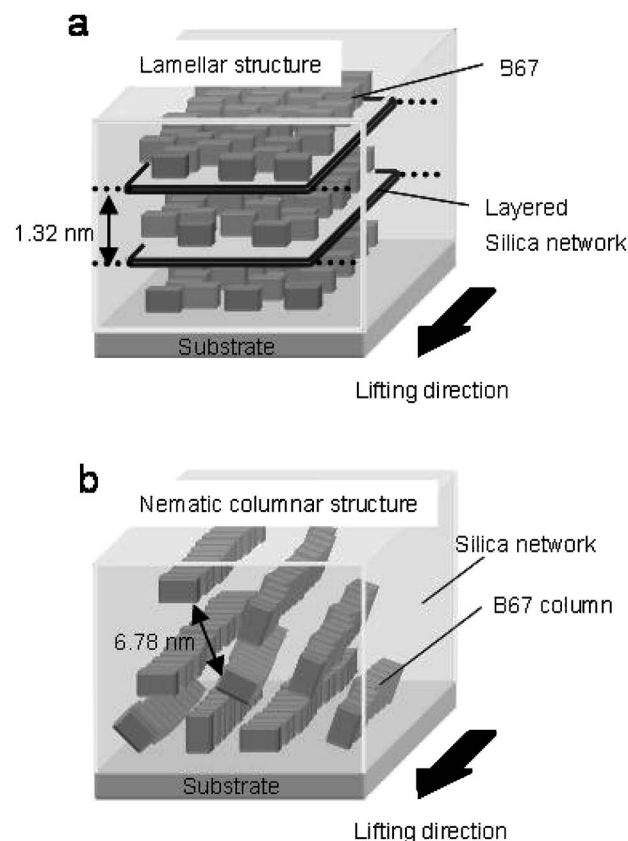 a
Lamellar structure
B67
1.32 nm
Layered
Silica network
Substrate
Lifting direction
b
Nematic columnar structure
Silica network
B67 column
6.78 nm
Substrate
Lifting direction